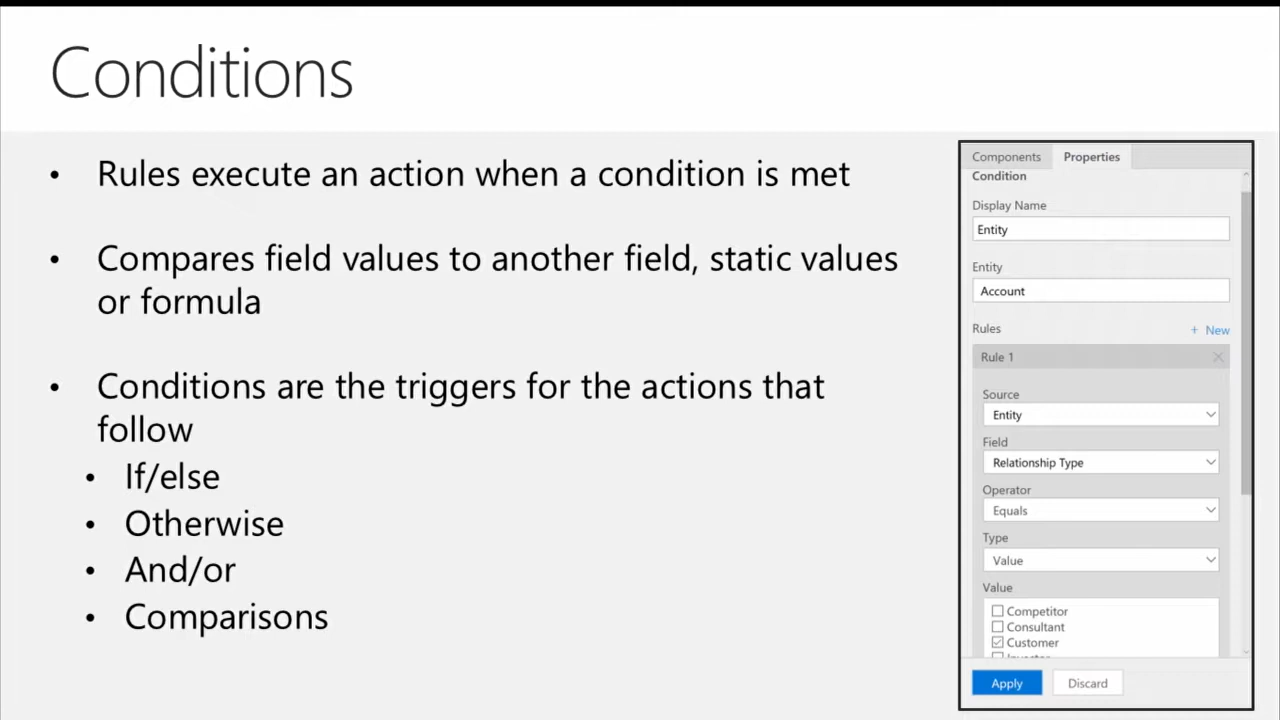 Conditions
• Rules execute an action when a condition is met
• Compares field values to another field, static values
or formula
• Conditions are the triggers for the actions that
follow
• If/else
• Otherwise
• And/or
• Comparisons
Components Properties
Condition
Display Name
Entity
Entity
Account
Rules + New
Rule 1
Source
Entity
Field
Relationship Type
Operator
Equals
Type
Value
Value
Competitor
Consultant
Customer
Apply Discard